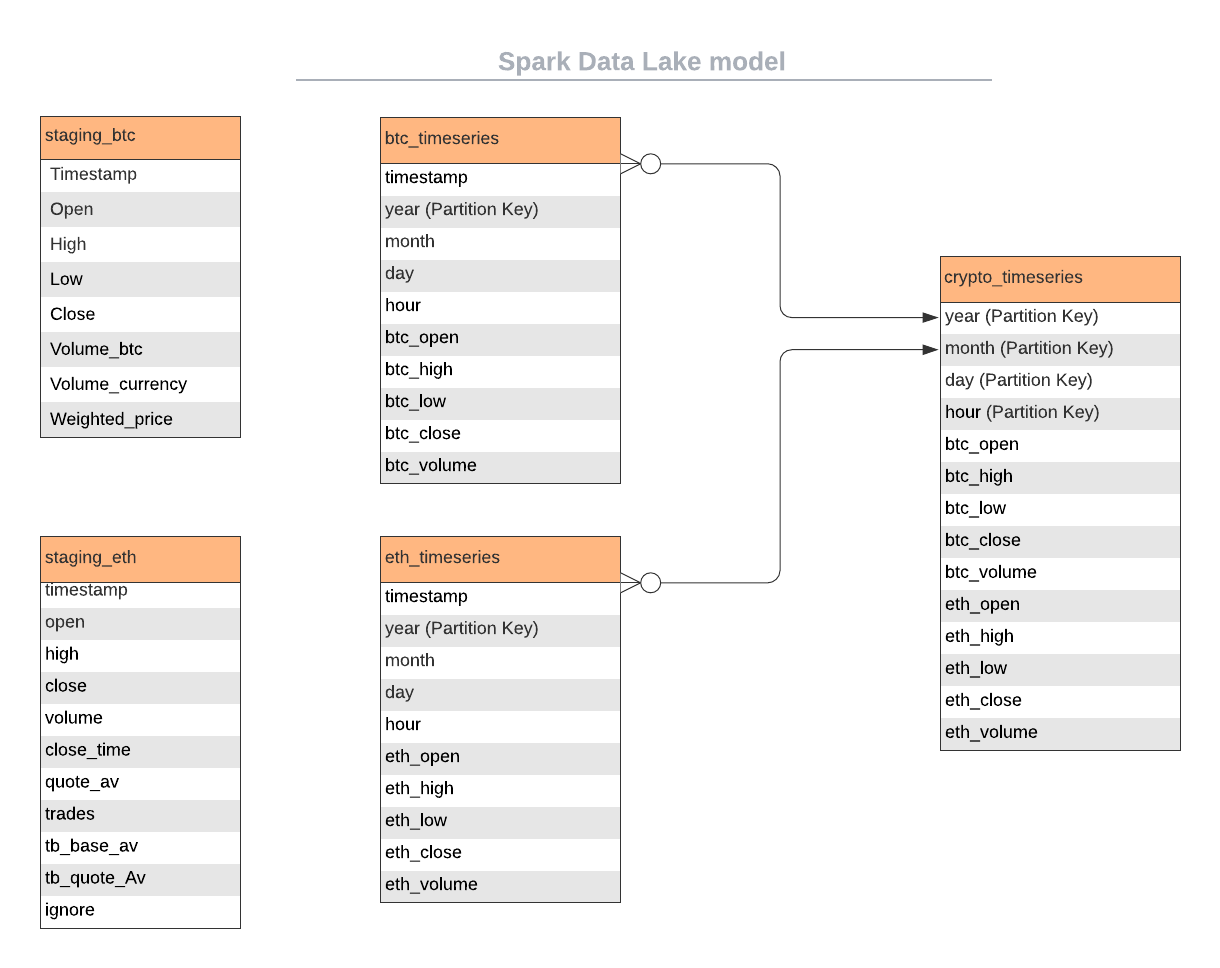 Spark Data Lake model
staging_btc
Timestamp
Open
High
Low
Close
Volume_btc
Volume_currency
Weighted_price
btc_timeseries
timestamp
year (Partition Key)
month
day
hour
btc_open
btc_high
btc_low
btc_close
btc_volume
crypto_timeseries
year (Partition Key)
month (Partition Key)
day (Partition Key)
hour (Partition Key)
btc_open
btc_high
btc_low
btc_close
btc_volume
eth_open
eth_high
eth_low
eth_close
eth_volume
staging_eth
timestamp
open
high
close
volume
close_time
quote_av
trades
tb_base_av
tb_quote_Av
ignore
eth_timeseries
timestamp
year (Partition Key)
month
day
hour
eth_open
eth_high
eth_low
eth_close
eth_volume